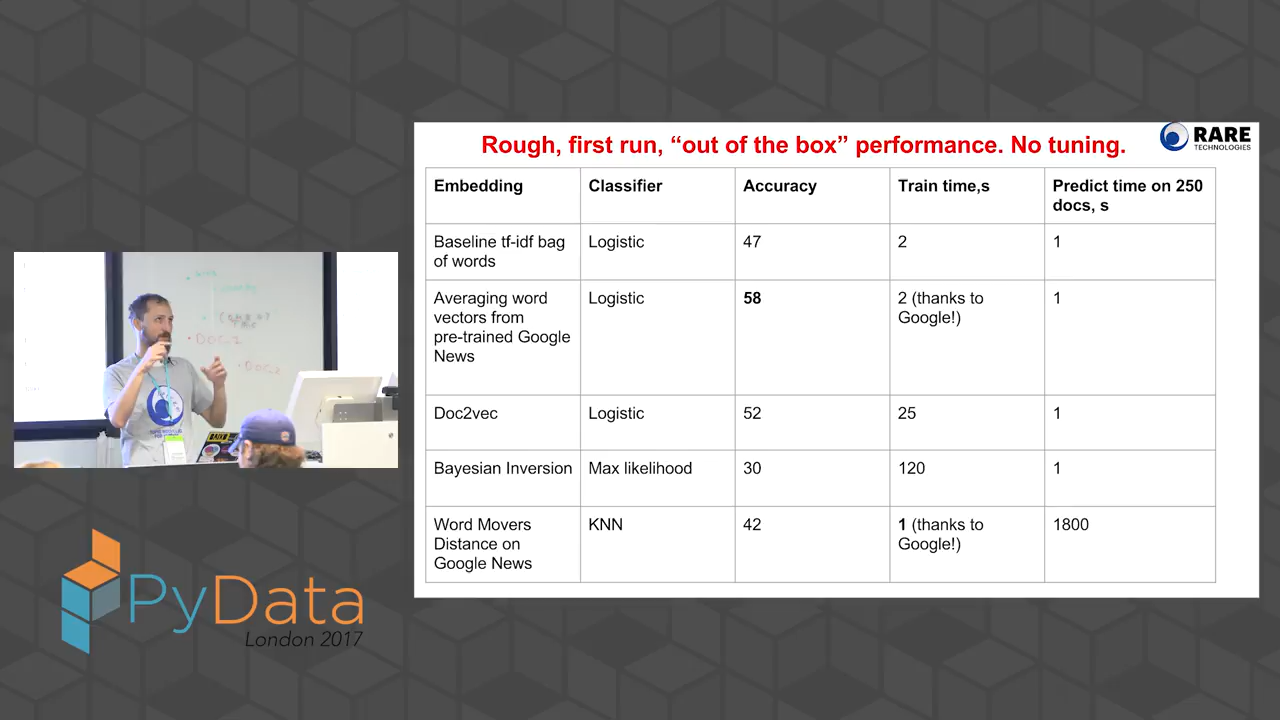 Rough, first run, “out of the box” performance. No tuning.
RARE
TECHNOLOGIES
Embedding
Classifier
Accuracy
Train time,s
Predict time on 250
docs, s
Baseline tf-idf bag
of words
Logistic
47
2
1
Averaging word
vectors from
pre-trained Google
News
Logistic
58
2 (thanks to
Google!)
1
Doc2vec
Logistic
52
25
1
Bayesian Inversion
Max likelihood
30
120
1
Word Movers
Distance on
Google News
KNN
42
1 (thanks to
Google!)
1800
PyData
London 2017